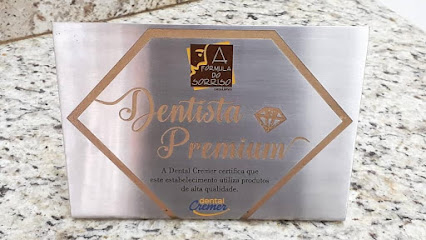 A
FÓRMULA
DO
SORRISO
Dentista
Premium
A Dental Cremer certifica que
este estabelecimento utiliza produtos
de alta qualidade.
dental
Cremer